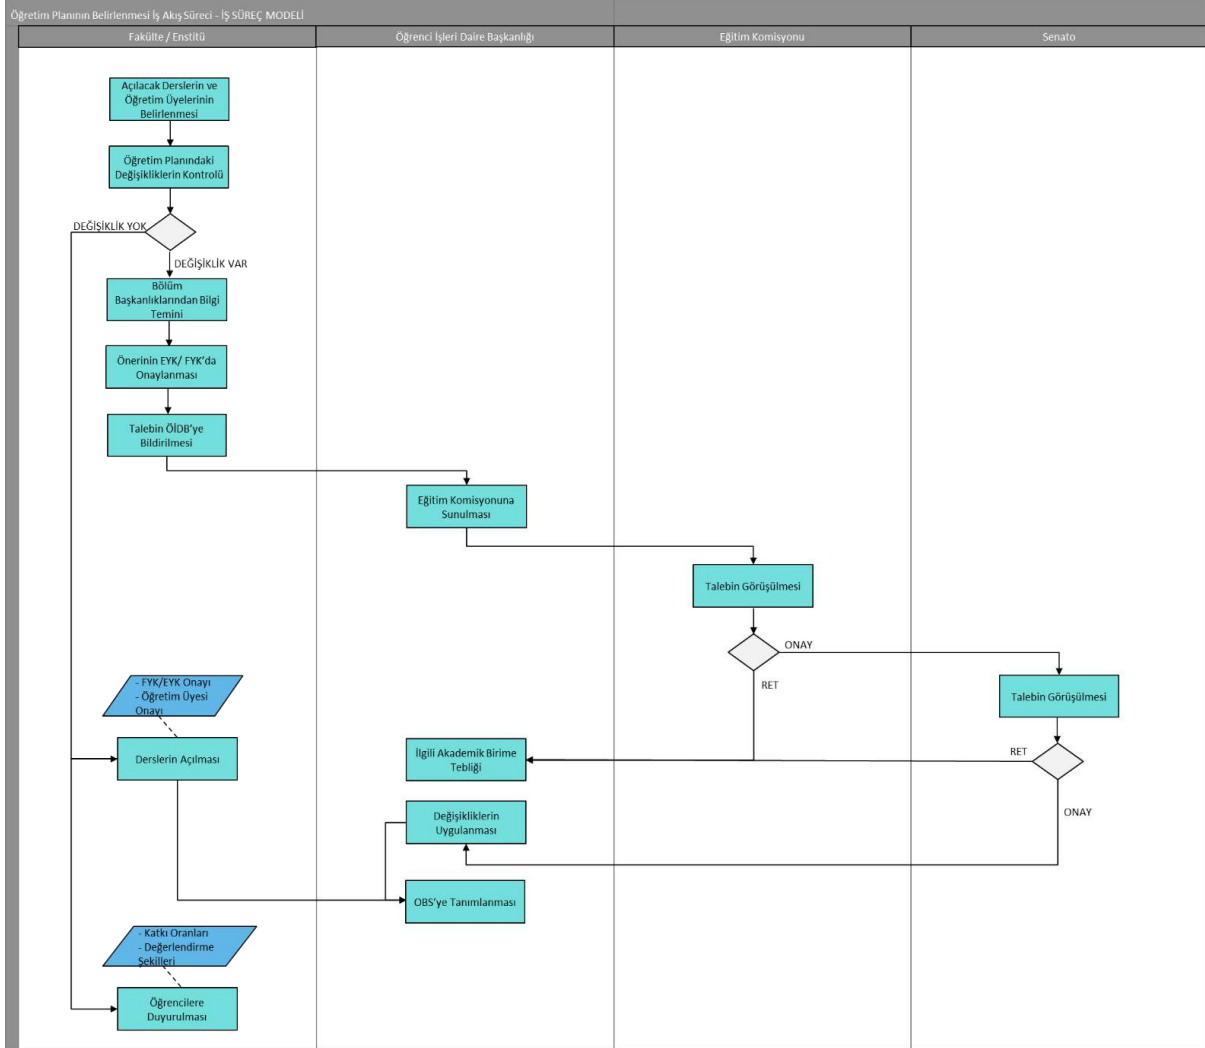 Öğretim Planının Belirlenmesi İş Akış Süreci - İŞ SÜREÇ MODELİ
Fakülte / Enstitü
Öğrenci İşleri Daire Başkanlığı
Eğitim Komisyonu
Senato
Açılacak Derslerin ve
Öğretim Üyelerinin
Belirlenmesi
Öğretim Planındaki
Değişikliklerin Kontrolü
DEĞİŞİKLİK YOK
DEĞİŞİKLİK VAR
Bölüm
Başkanlıklarından Bilgi
Temini
Önerinin EYK/ FYK'da
Onaylanması
Talebin ÖİDB'ye
Bildirilmesi
Eğitim Komisyonuna
Sunulması
Talebin Görüşülmesi
ONAY
RET
Talebin Görüşülmesi
RET
ONAY
- FYK/EYK Onayı
- Öğretim Üyesi
Onayı
Derslerin Açılması
İlgili Akademik Birime
Tebliği
Değişikliklerin
Uygulanması
OBS'ye Tanımlanması
- Katkı Oranları
- Değerlendirme
Şekilleri
Öğrencilere
Duyurulması